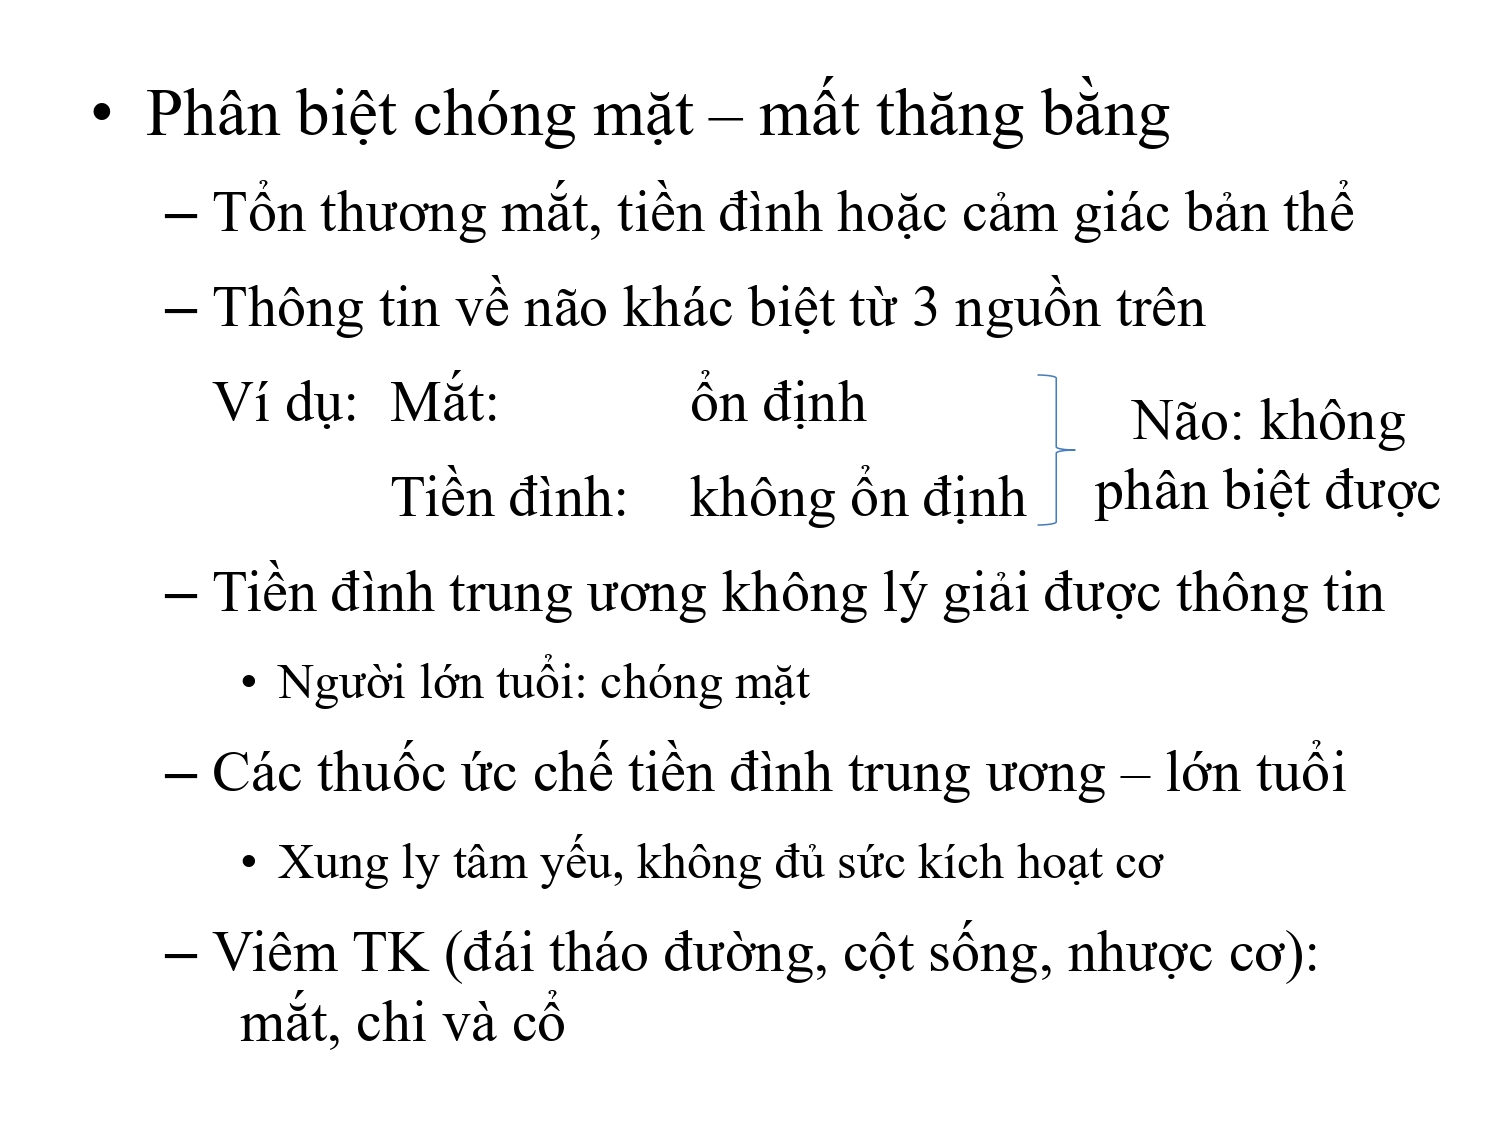 • Phân biệt chóng mặt – mất thăng bằng
– Tổn thương mắt, tiền đình hoặc cảm giác bản thể
– Thông tin về não khác biệt từ 3 nguồn trên
Ví dụ: Mắt: ổn định
Tiền đình: không ổn định
Não: không
phân biệt được
– Tiền đình trung ương không lý giải được thông tin
• Người lớn tuổi: chóng mặt
– Các thuốc ức chế tiền đình trung ương – lớn tuổi
• Xung ly tâm yếu, không đủ sức kích hoạt cơ
– Viêm TK (đái tháo đường, cột sống, nhược cơ):
mắt, chi và cổ